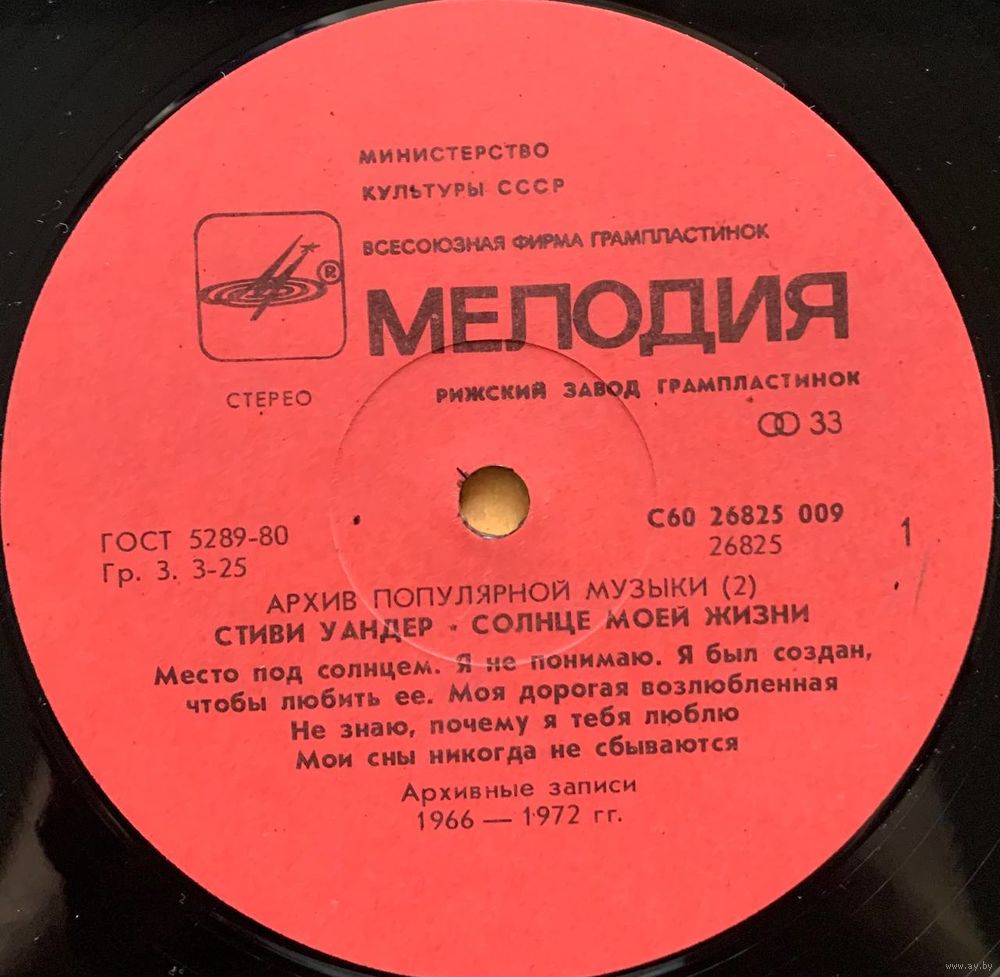 МИНИСТЕРСТВО
КУЛЬТУРЫ СССР
ВСЕСОЮЗНАЯ ФИРМА ГРАМПЛАСТИНОК
®
МЕЛОДИЯ
СТЕРЕО
РИЖСКИЙ ЗАВОД ГРАМПЛАСТИНОК
33
ГОСТ 5289-80
Гр. 3. 3-25
С60 26825 009
26825
1
АРХИВ ПОПУЛЯРНОЙ МУЗЫКИ (2)
СТИВИ УАНДЕР • СОЛНЦЕ МОЕЙ ЖИЗНИ
Место под солнцем. Я не понимаю. Я был создан,
чтобы любить ее. Моя дорогая возлюбленная
Не знаю, почему я тебя люблю
Мои сны никогда не сбываются
Архивные записи
1966 — 1972 гг.
www.ay.by